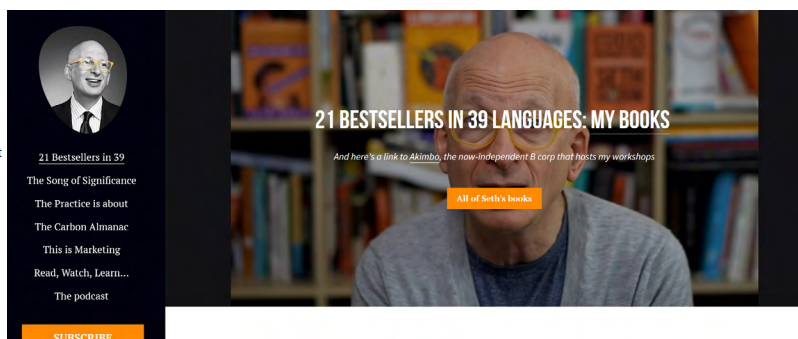 21 Bestsellers in 39
The Song of Significance
The Practice is about
The Carbon Almanac
This is Marketing
Read, Watch, Learn...
The podcast
SUBSCRIBE
21 BESTSELLERS IN 39 LANGUAGES: MY BOOKS
And here's a link to Akimbo, the now-independent B corp that hosts my workshops
All of Seth's books